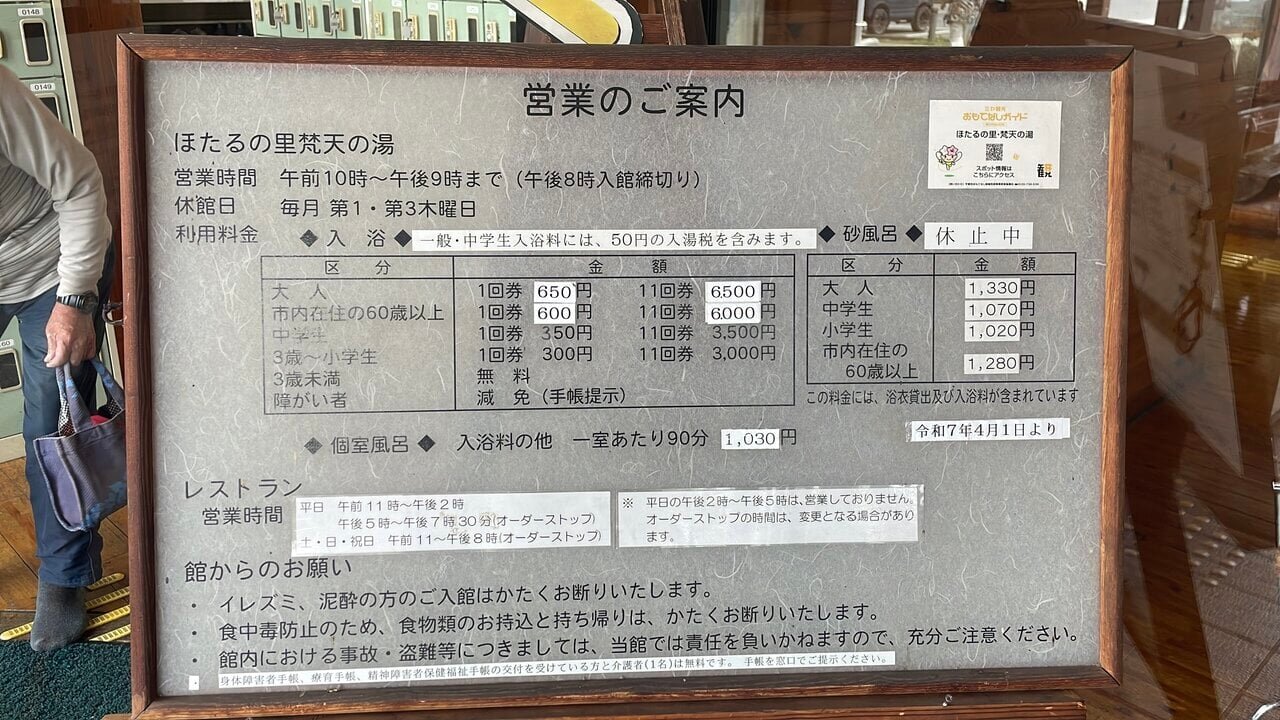 0148
0149
営業のご案内
おもてなしガイド
ほたるの里・梵天の湯
スポット情報は
こちらにアクセス
ほたるの里梵天の湯
営業時間 午前10時～午後9時まで（午後8時入館締切り）
休館日 毎月 第1・第3木曜日
利用料金 ◆ 入 浴 ◆ 一般・中学生入浴料には、50円の入湯税を含みます。
区 分 金 額
大 人 1回券 650円 11回券 6,500円
市内在住の60歳以上 1回券 600円 11回券 6,000円
中学生 1回券 350円 11回券 3,500円
3歳～小学生 1回券 300円 11回券 3,000円
3歳未満 無 料
障がい者 減 免（手帳提示）
◆ 砂風呂 ◆ 休 止 中
区 分 金 額
大 人 1,330円
中学生 1,070円
小学生 1,020円
市内在住の
60歳以上 1,280円
この料金には、浴衣貸出及び入浴料が含まれています
◆ 個室風呂 ◆ 入浴料の他 一室あたり90分 1,030円
令和7年4月1日より
レストラン
営業時間
平日 午前11時～午後2時
午後5時～午後7時30分(オーダーストップ)
土・日・祝日 午前11～午後8時(オーダーストップ)
※ 平日の午後2時～午後5時は、営業しておりません。
オーダーストップの時間は、変更となる場合があり
ます。
館からのお願い
・ イレズミ、泥酔の方のご入館はかたくお断りいたします。
・ 食中毒防止のため、食物類のお持込と持ち帰りは、かたくお断りいたします。
・ 館内における事故・盗難等につきましては、当館では責任を負いかねますので、充分ご注意ください。
・ 身体障害者手帳、療育手帳、精神障害者保健福祉手帳の交付を受けている方と介護者(1名)は無料です。 手帳を窓口でご提示ください。